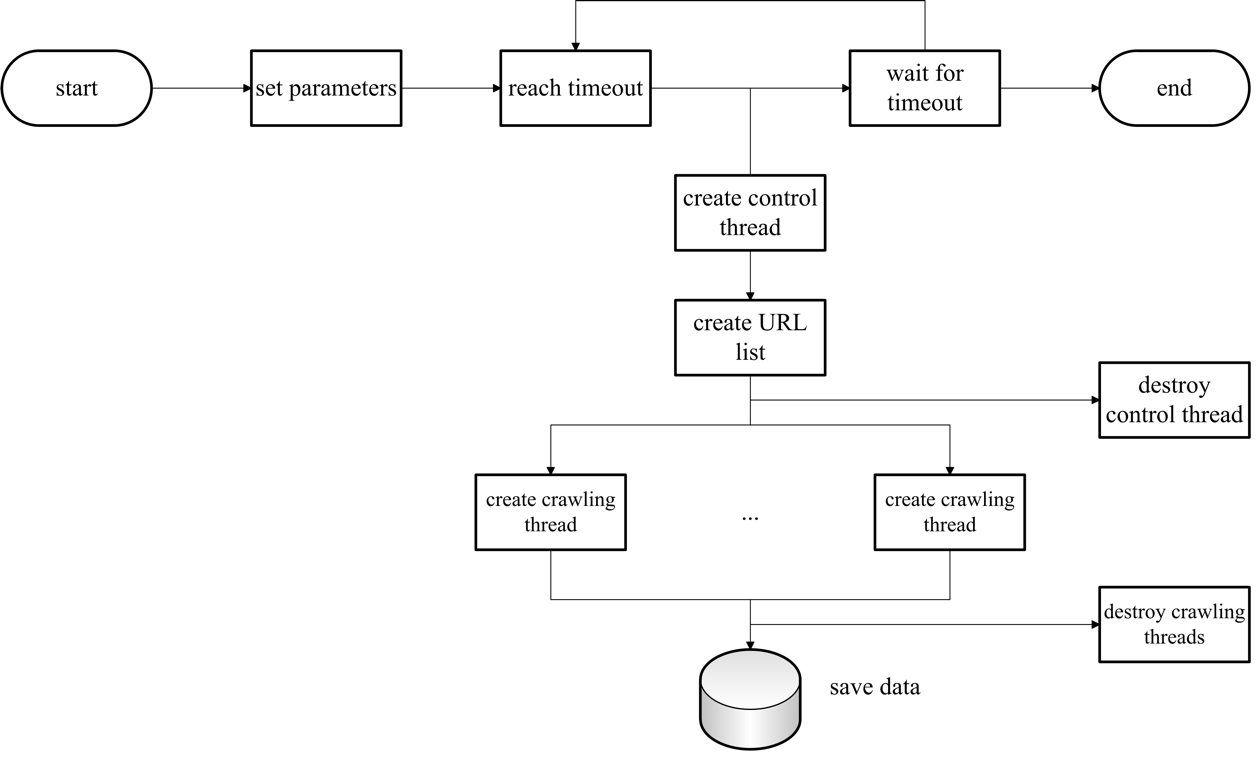 start
set parameters
reach timeout
wait for
timeout
end
create control
thread
create URL
list
destroy
control thread
create crawling
thread
...
create crawling
thread
destroy crawling
threads
save data